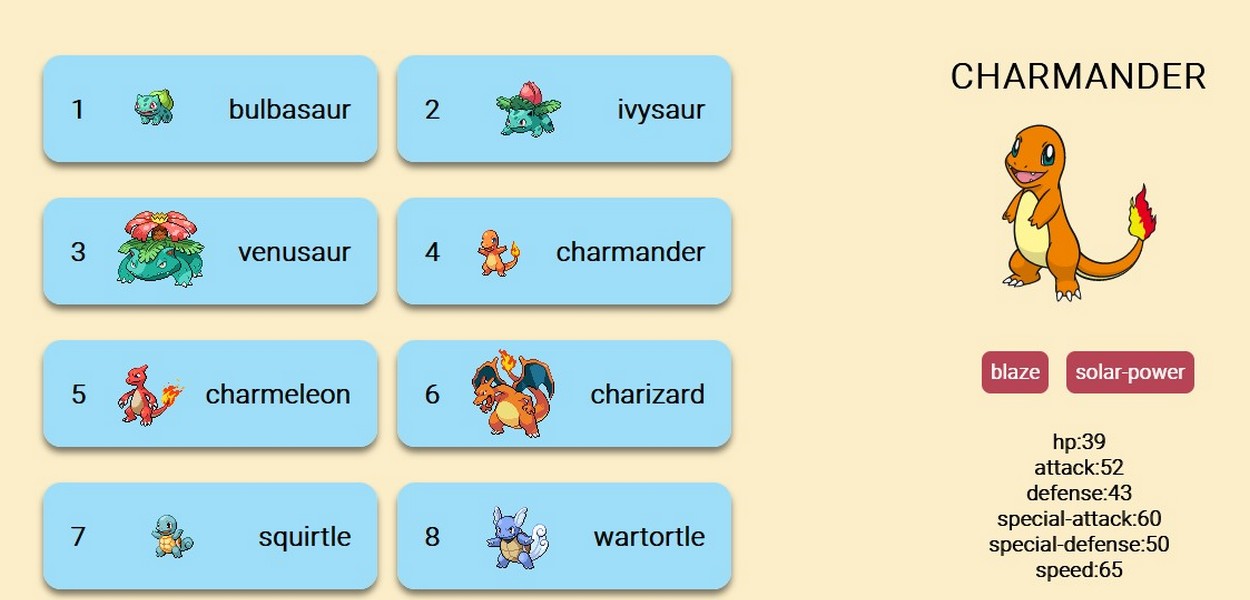 1 bulbasaur
2 ivysaur
3 venusaur
4 charmander
5 charmeleon
6 charizard
7 squirtle
8 wartortle
CHARMANDER
blaze
solar-power
hp:39
attack:52
defense:43
special-attack:60
special-defense:50
speed:65